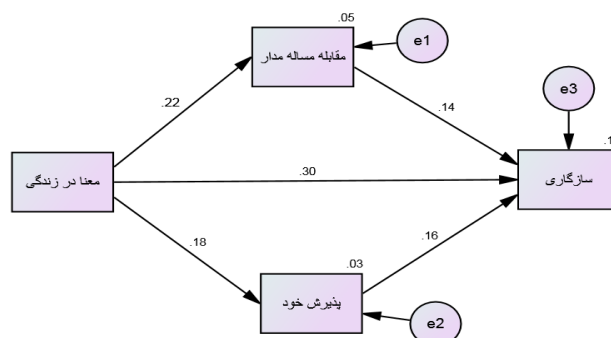 .05
مقابله مساله مدار
e1
.22
.14
e3
معنا در زندگی
.30
سازگاری
.18
.16
.03
پذیرش خود
e2